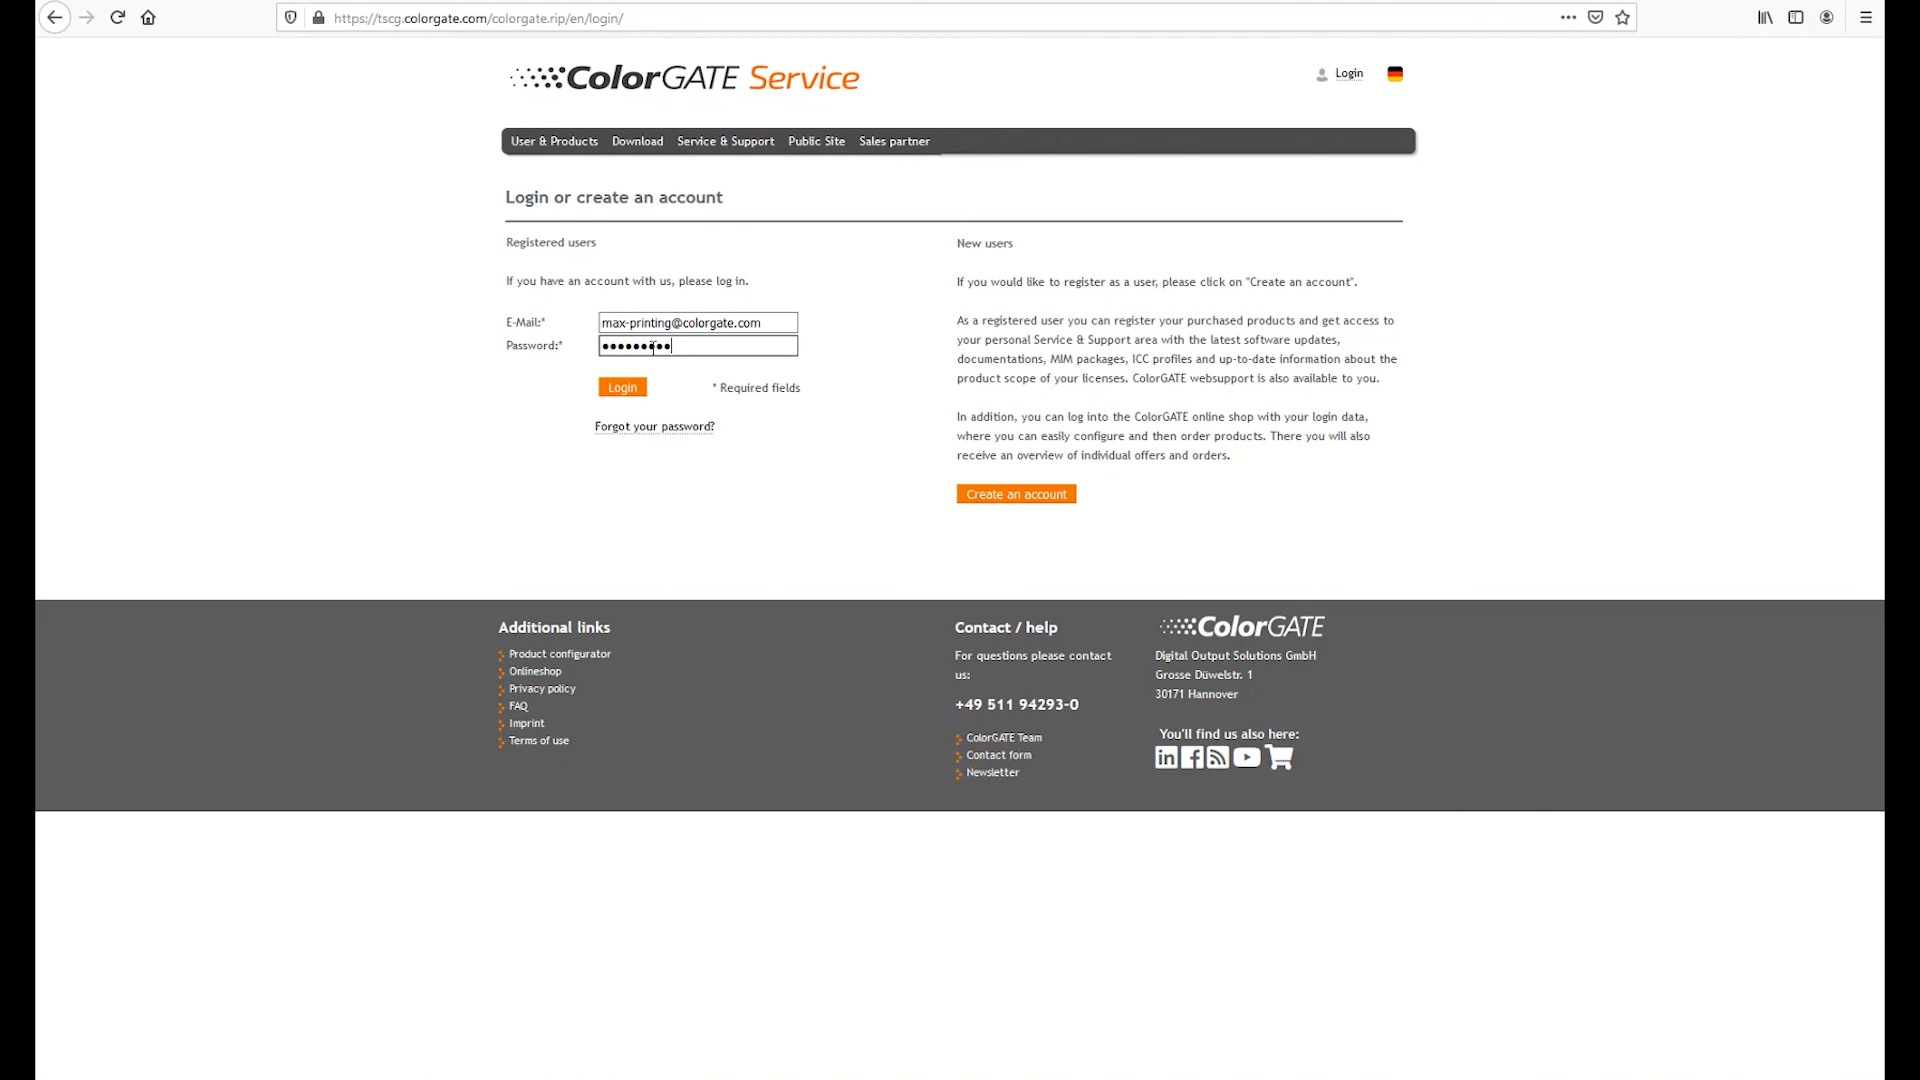 https://tscg.colorgate.com/colorgate.rip/en/login/
ColorGATE Service
Login
User & Products Download Service & Support Public Site Sales partner
Login or create an account
Registered users
If you have an account with us, please log in.
E-Mail:* max-printing@colorgate.com
Password:* •••••••••
Login * Required fields
Forgot your password?
New users
If you would like to register as a user, please click on "Create an account".
As a registered user you can register your purchased products and get access to
your personal Service & Support area with the latest software updates,
documentations, MIM packages, ICC profiles and up-to-date information about the
product scope of your licenses. ColorGATE websupport is also available to you.
In addition, you can log into the ColorGATE online shop with your login data,
where you can easily configure and then order products. There you will also
receive an overview of individual offers and orders.
Create an account
Additional links
Product configurator
Onlineshop
Privacy policy
FAQ
Imprint
Terms of use
Contact / help
For questions please contact
us:
+49 511 94293-0
ColorGATE Team
Contact form
Newsletter
ColorGATE
Digital Output Solutions GmbH
Grosse Düwelstr. 1
30171 Hannover
You'll find us also here: